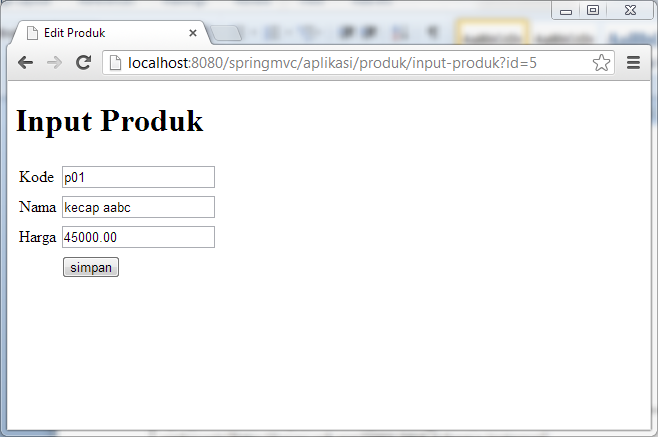 Edit Produk
localhost:8080/springmvc/aplikasi/produk/input-produk?id=5
Input Produk
Kode p01
Nama kecap aabc
Harga 45000.00
simpan